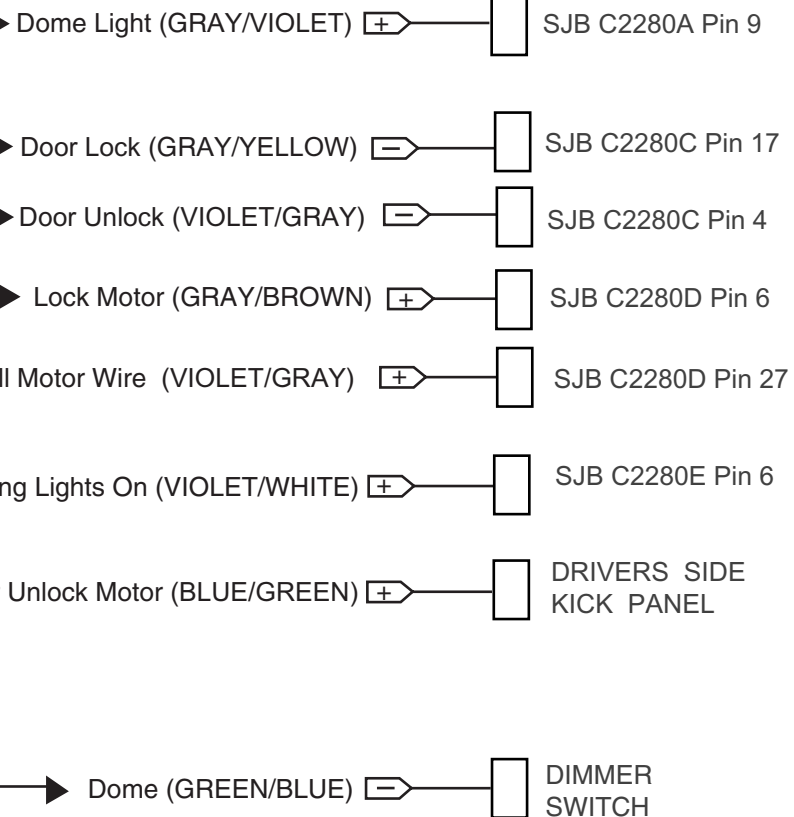 Dome Light (GRAY/VIOLET) + SJB C2280A Pin 9
Door Lock (GRAY/YELLOW) − SJB C2280C Pin 17
Door Unlock (VIOLET/GRAY) − SJB C2280C Pin 4
Lock Motor (GRAY/BROWN) + SJB C2280D Pin 6
Motor Wire (VIOLET/GRAY) + SJB C2280D Pin 27
Lights On (VIOLET/WHITE) + SJB C2280E Pin 6
Unlock Motor (BLUE/GREEN) + DRIVERS SIDE
KICK PANEL
Dome (GREEN/BLUE) − DIMMER
SWITCH